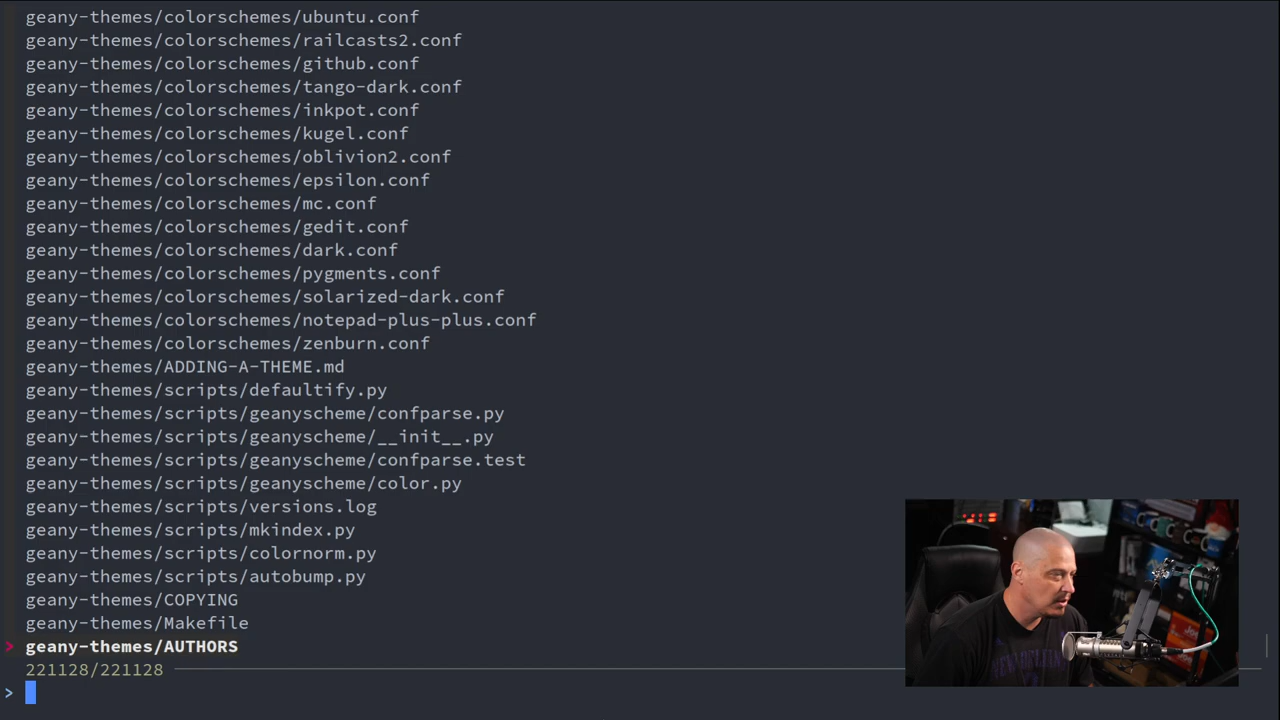 geany-themes/colorschemes/ubuntu.conf
geany-themes/colorschemes/railcasts2.conf
geany-themes/colorschemes/github.conf
geany-themes/colorschemes/tango-dark.conf
geany-themes/colorschemes/inkpot.conf
geany-themes/colorschemes/kugel.conf
geany-themes/colorschemes/oblivion2.conf
geany-themes/colorschemes/epsilon.conf
geany-themes/colorschemes/mc.conf
geany-themes/colorschemes/gedit.conf
geany-themes/colorschemes/dark.conf
geany-themes/colorschemes/pygments.conf
geany-themes/colorschemes/solarized-dark.conf
geany-themes/colorschemes/notepad-plus-plus.conf
geany-themes/colorschemes/zenburn.conf
geany-themes/ADDING-A-THEME.md
geany-themes/scripts/defaultify.py
geany-themes/scripts/geanyscheme/confparse.py
geany-themes/scripts/geanyscheme/__init__.py
geany-themes/scripts/geanyscheme/confparse.test
geany-themes/scripts/geanyscheme/color.py
geany-themes/scripts/versions.log
geany-themes/scripts/mkindex.py
geany-themes/scripts/colornorm.py
geany-themes/scripts/autobump.py
geany-themes/COPYING
geany-themes/Makefile
> geany-themes/AUTHORS
221128/221128
>